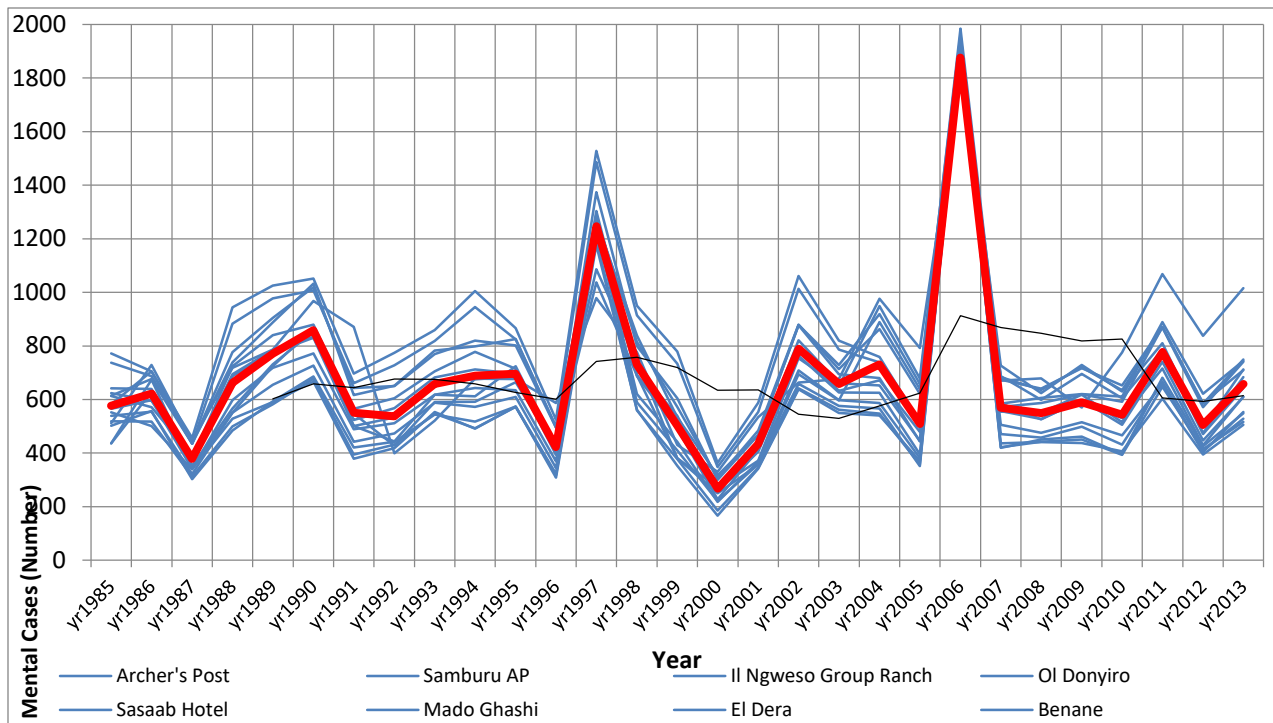 2000
1800
1600
1400
1200
1000
800
600
400
200
0
Mental Cases (Number)
yr1985
yr1986
yr1987
yr1988
yr1989
yr1990
yr1991
yr1992
yr1993
yr1994
yr1995
yr1996
yr1997
yr1998
yr1999
yr2000
yr2001
yr2002
yr2003
yr2004
yr2005
yr2006
yr2007
yr2008
yr2009
yr2010
yr2011
yr2012
yr2013
Year
Archer's Post Samburu AP Il Ngweso Group Ranch Ol Donyiro
Sasaab Hotel Mado Ghashi El Dera Benane